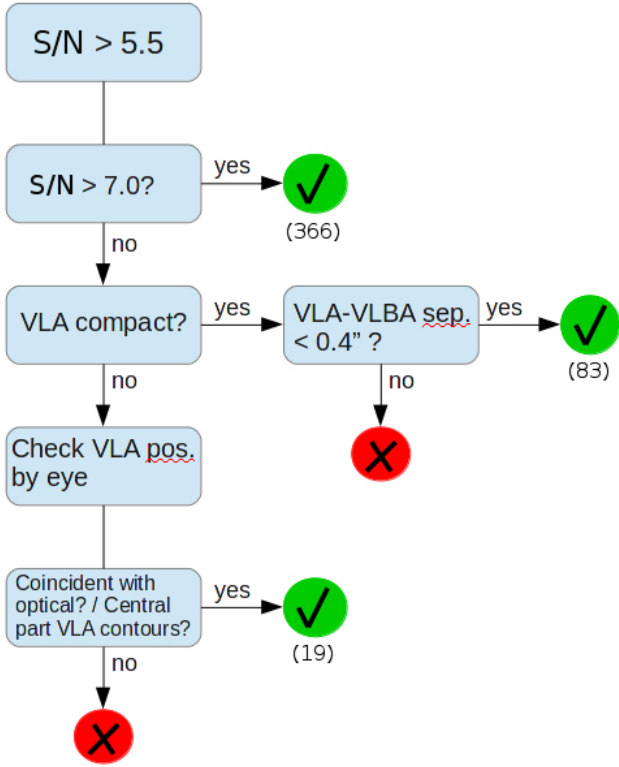 S/N > 5.5
S/N > 7.0?
yes
(366)
no
VLA compact?
yes
VLA-VLBA sep.
< 0.4” ?
yes
(83)
no
no
Check VLA pos.
by eye
Coincident with
optical? / Central
part VLA contours?
yes
(19)
no